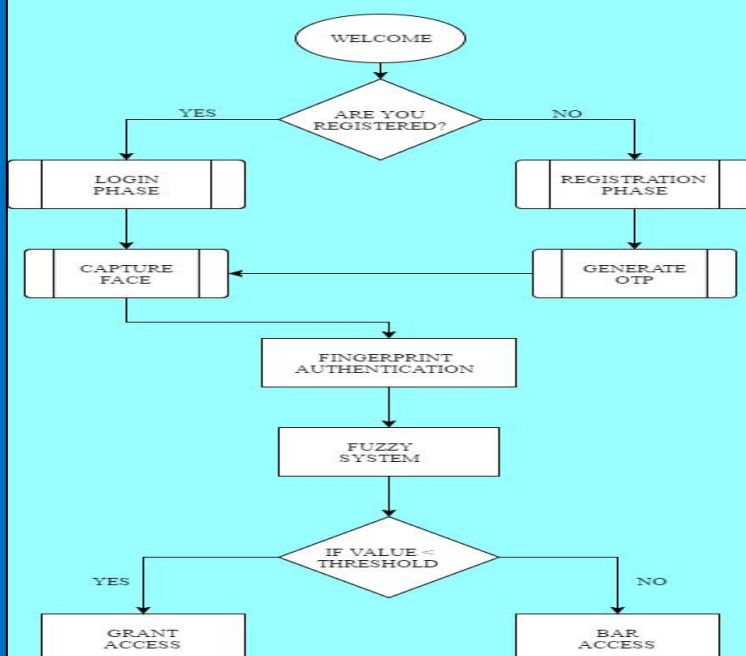 WELCOME
ARE YOU
REGISTERED?
YES
NO
LOGIN
PHASE
REGISTRATION
PHASE
CAPTURE
FACE
GENERATE
OTP
FINGERPRINT
AUTHENTICATION
FUZZY
SYSTEM
IF VALUE <
THRESHOLD
YES
NO
GRANT
ACCESS
BAR
ACCESS